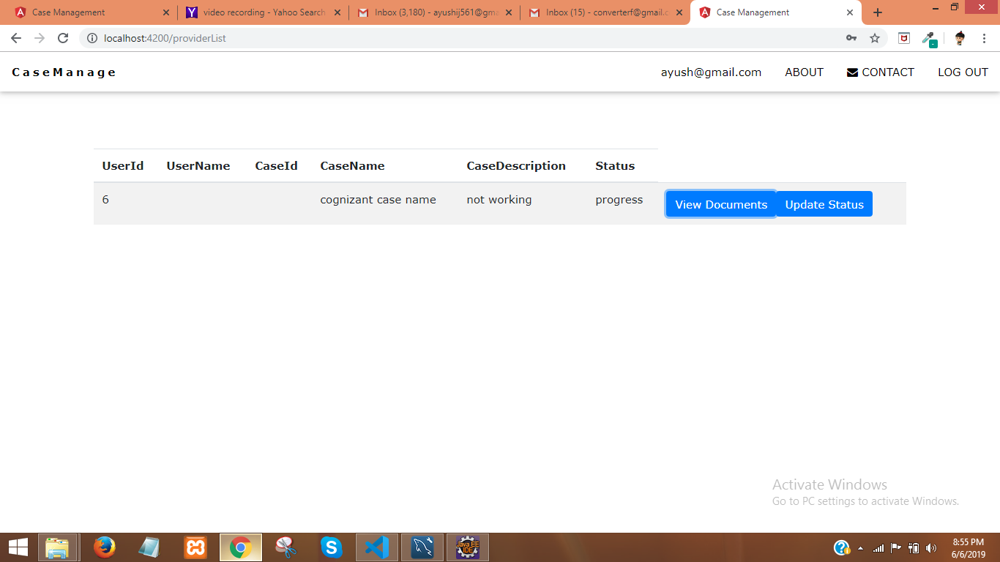 Case Management
video recording - Yahoo Search
Inbox (3,180) - ayushij561@gma
Inbox (15) - converterf@gmail.c
Case Management
localhost:4200/providerList
CaseManage
ayush@gmail.com
ABOUT
CONTACT
LOG OUT
UserId UserName CaseId CaseName CaseDescription Status
6 cognizant case name not working progress View Documents Update Status
Activate Windows
Go to PC settings to activate Windows.
Java EE
IDE
8:55 PM
6/6/2019